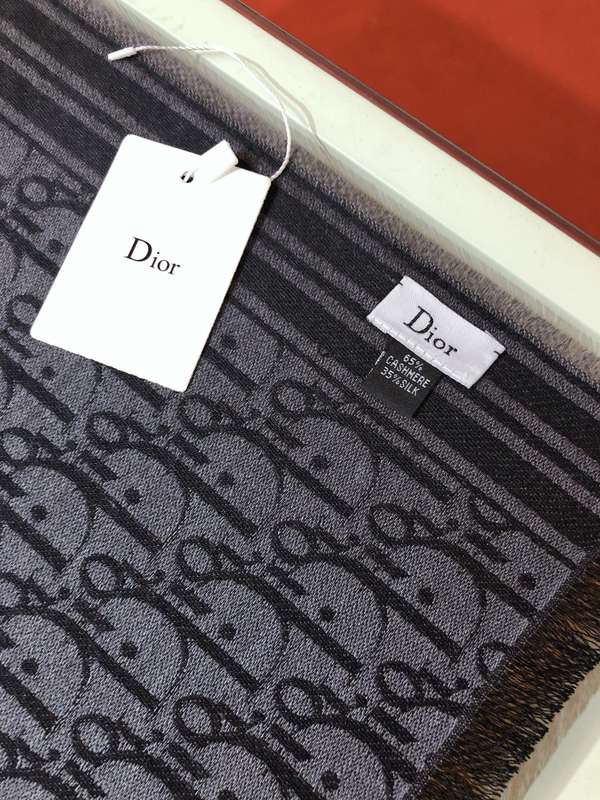 Dior
Dior
65%
CASHMERE
35%SILK